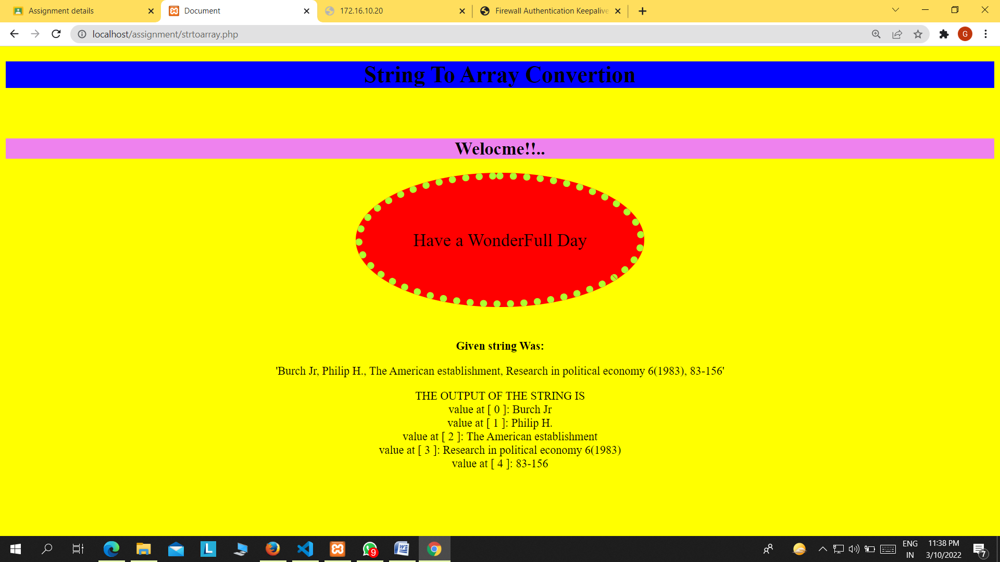 Assignment details
Document
172.16.10.20
Firewall Authentication Keepalive
localhost/assignment/strtoarray.php
G
String To Array Convertion
Welocme!!..
Have a WonderFull Day
Given string Was:
'Burch Jr, Philip H., The American establishment, Research in political economy 6(1983), 83-156'
THE OUTPUT OF THE STRING IS
value at [ 0 ]: Burch Jr
value at [ 1 ]: Philip H.
value at [ 2 ]: The American establishment
value at [ 3 ]: Research in political economy 6(1983)
value at [ 4 ]: 83-156
L
9
W
ENG
IN
11:38 PM
3/10/2022
7